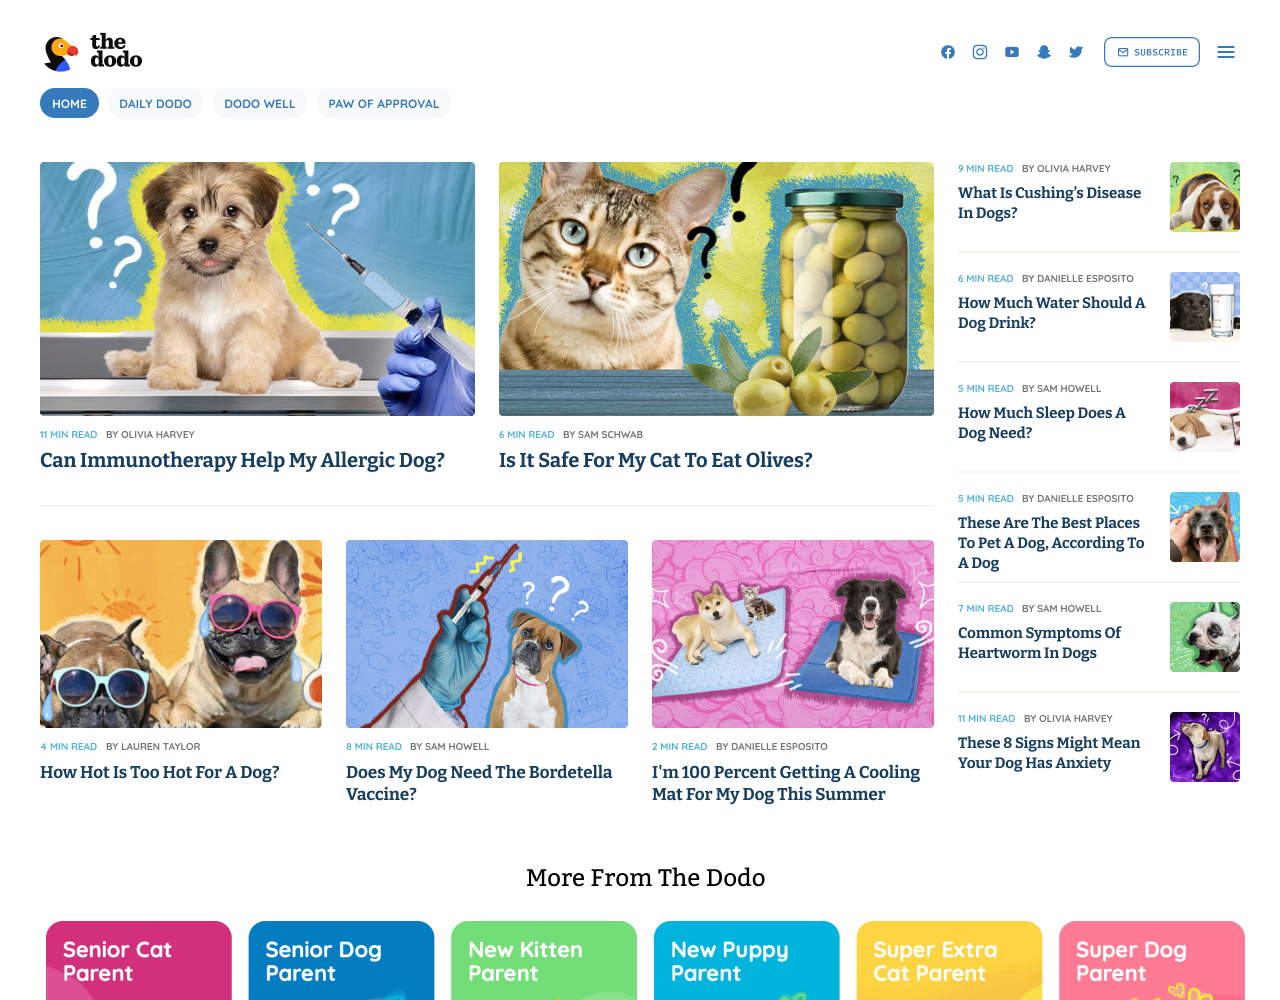 the
dodo
SUBSCRIBE
HOME
DAILY DODO
DODO WELL
PAW OF APPROVAL
11 MIN READ BY OLIVIA HARVEY
Can Immunotherapy Help My Allergic Dog?
6 MIN READ BY SAM SCHWAB
Is It Safe For My Cat To Eat Olives?
4 MIN READ BY LAUREN TAYLOR
How Hot Is Too Hot For A Dog?
8 MIN READ BY SAM HOWELL
Does My Dog Need The Bordetella
Vaccine?
2 MIN READ BY DANIELLE ESPOSITO
I'm 100 Percent Getting A Cooling
Mat For My Dog This Summer
9 MIN READ BY OLIVIA HARVEY
What Is Cushing’s Disease
In Dogs?
6 MIN READ BY DANIELLE ESPOSITO
How Much Water Should A
Dog Drink?
5 MIN READ BY SAM HOWELL
How Much Sleep Does A
Dog Need?
5 MIN READ BY DANIELLE ESPOSITO
These Are The Best Places
To Pet A Dog, According To
A Dog
7 MIN READ BY SAM HOWELL
Common Symptoms Of
Heartworm In Dogs
11 MIN READ BY OLIVIA HARVEY
These 8 Signs Might Mean
Your Dog Has Anxiety
More From The Dodo
Senior Cat
Parent
Senior Dog
Parent
New Kitten
Parent
New Puppy
Parent
Super Extra
Cat Parent
Super Dog
Parent